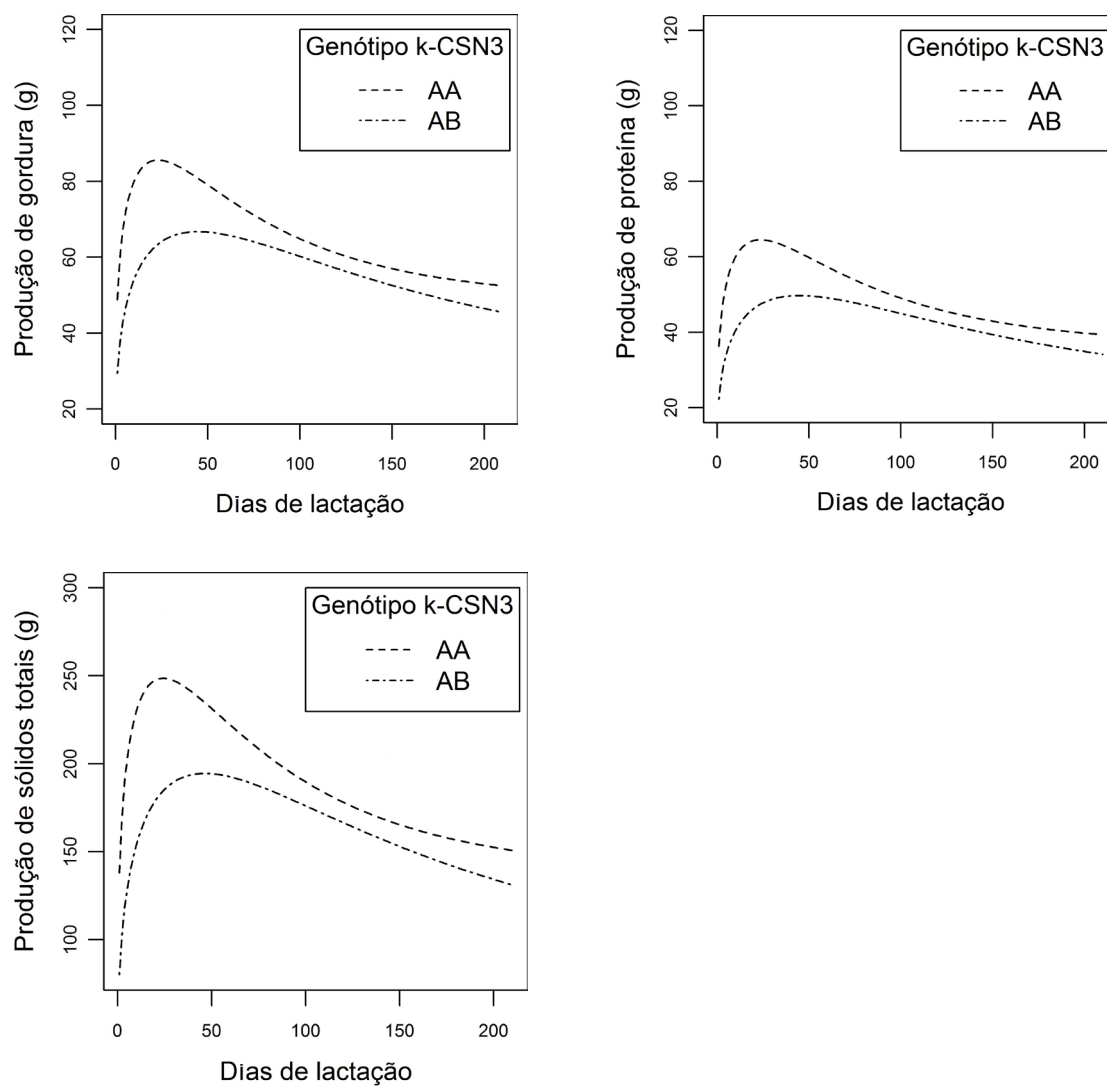 Produção de gordura (g)
120
100
80
60
40
20
Genótipo k-CSN3
AA
AB
0 50 100 150 200
Dias de lactação
Produção de proteína (g)
120
100
80
60
40
20
Genótipo k-CSN3
AA
AB
0 50 100 150 200
Dias de lactação
Produção de sólidos totais (g)
300
250
200
150
100
Genótipo k-CSN3
AA
AB
0 50 100 150 200
Dias de lactação